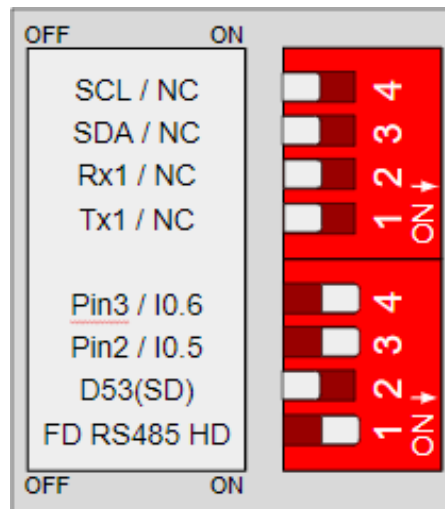 OFF ON
SCL / NC
SDA / NC
Rx1 / NC
Tx1 / NC
Pin3 / I0.6
Pin2 / I0.5
D53(SD)
FD RS485 HD
OFF ON
4
3
2
1
ON
4
3
2
1
ON